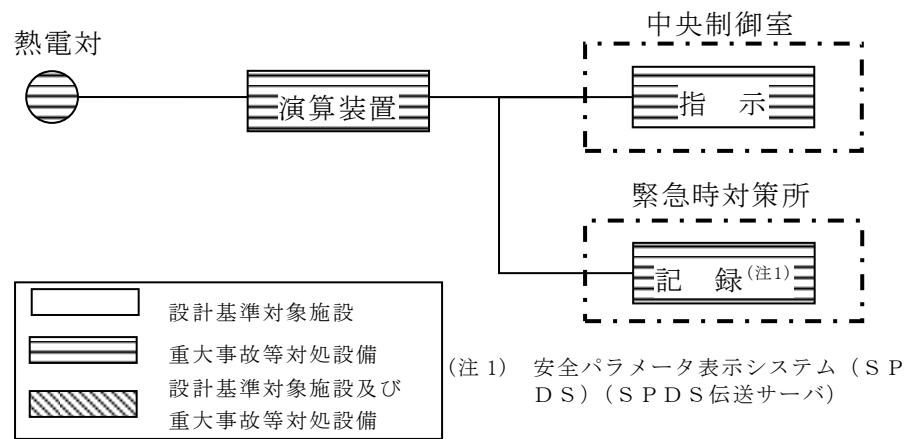 中央制御室
熱電対
演算装置
指　示
緊急時対策所
記　録(注1)
設計基準対象施設
重大事故等対処設備
設計基準対象施設及び
重大事故等対処設備
(注 1)　安全パラメータ表示システム（ＳＰ
ＤＳ）（ＳＰＤＳ伝送サーバ）